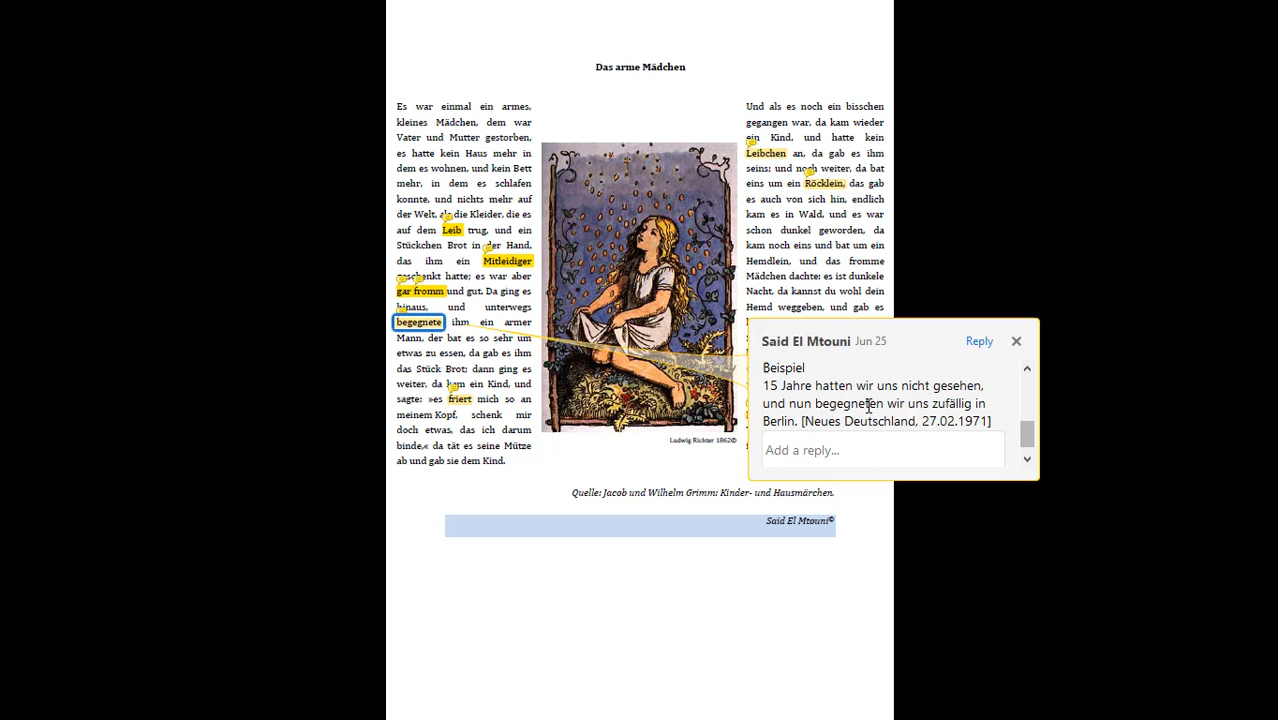 Das arme Mädchen
Es war einmal ein armes,
kleines Mädchen, dem war
Vater und Mutter gestorben,
es hatte kein Haus mehr in
dem es wohnen, und kein Bett
mehr, in dem es schlafen
konnte, und nichts mehr auf
der Welt, als die Kleider, die es
auf dem Leib trug, und ein
Stückchen Brot in der Hand,
das ihm ein Mitleidiger
geschenkt hatte; es war aber
gar fromm und gut. Da ging es
hinaus, und unterwegs
begegnete ihm ein armer
Mann, der bat es so sehr um
etwas zu essen, da gab es ihm
das Stück Brot; dann ging es
weiter, da kam ein Kind, und
sagte: »es friert mich so an
meinem Kopf, schenk mir
doch etwas, das ich darum
binde,« da tät es seine Mütze
ab und gab sie dem Kind.
Ludwig Richter 1862©
Und als es noch ein bisschen
gegangen war, da kam wieder
ein Kind, und hatte kein
Leibchen an, da gab es ihm
seins; und noch weiter, da bat
eins um ein Röcklein, das gab
es auch von sich hin, endlich
kam es in Wald, und es war
schon dunkel geworden, da
kam noch eins und bat um ein
Hemdlein, und das fromme
Mädchen dachte: es ist dunkele
Nacht, da kannst du wohl dein
Hemd weggeben, und gab es
Said El Mtouni Jun 25 Reply
Beispiel
15 Jahre hatten wir uns nicht gesehen,
und nun begegneten wir uns zufällig in
Berlin. [Neues Deutschland, 27.02.1971]
Add a reply...
Quelle: Jacob und Wilhelm Grimm: Kinder- und Hausmärchen.
Said El Mtouni©